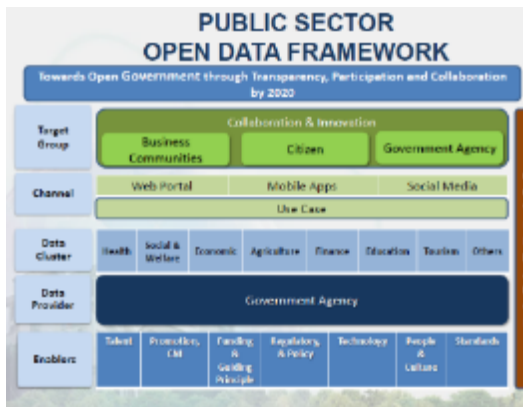 PUBLIC SECTOR
OPEN DATA FRAMEWORK
Towards Open Government through Transparency, Participation and Collaboration
by 2020
Target
Group
Collaboration & Innovation
Business
Communities
Citizen
Government Agency
Channel
Web Portal
Mobile Apps
Social Media
Use Case
Data
Cluster
Health
Social &
Welfare
Economic
Agriculture
Finance
Education
Tourism
Others
Data
Provider
Government Agency
Enablers
Talent
Promotion,
Funding
&
Guiding
Principle
Regulatory
& Policy
Technology
People
&
Culture
Standards